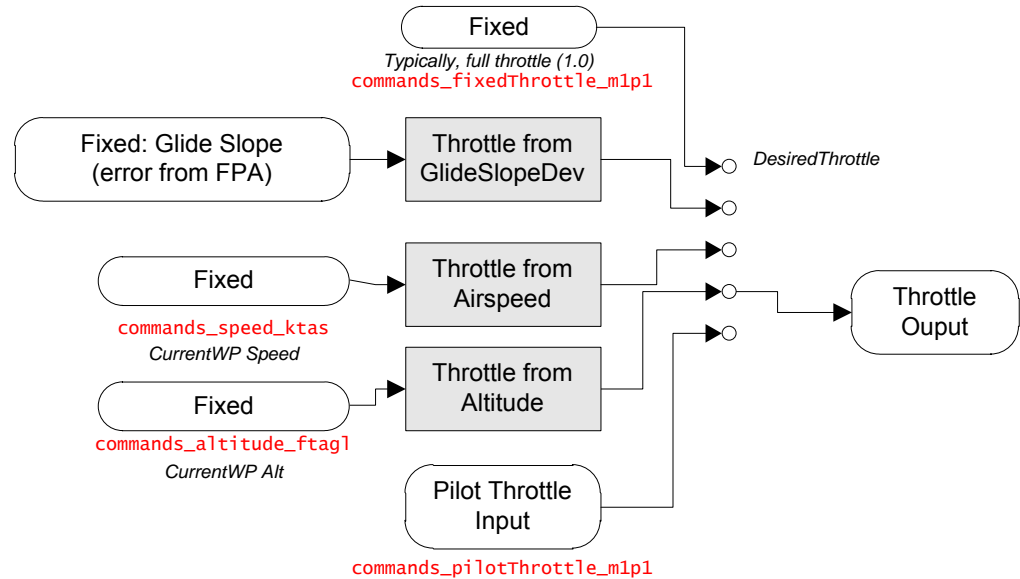 Fixed
Typically, full throttle (1.0)
commands_fixedThrottle_m1p1
Fixed: Glide Slope
(error from FPA)
Throttle from
GlideSlopeDev
DesiredThrottle
Fixed
commands_speed_ktas
CurrentWP Speed
Throttle from
Airspeed
Throttle
Ouput
Fixed
commands_altitude_ftagl
CurrentWP Alt
Throttle from
Altitude
Pilot Throttle
Input
commands_pilotThrottle_m1p1